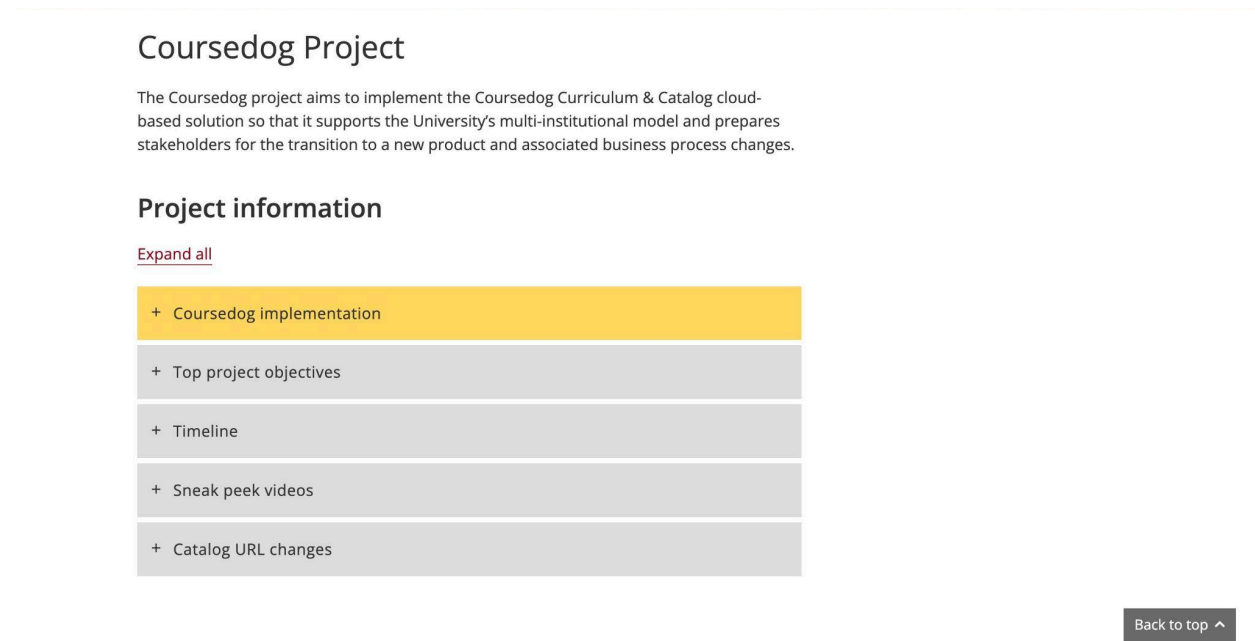 Coursedog Project
The Coursedog project aims to implement the Coursedog Curriculum & Catalog cloud-
based solution so that it supports the University’s multi-institutional model and prepares
stakeholders for the transition to a new product and associated business process changes.
Project information
Expand all
+ Coursedog implementation
+ Top project objectives
+ Timeline
+ Sneak peek videos
+ Catalog URL changes
Back to top